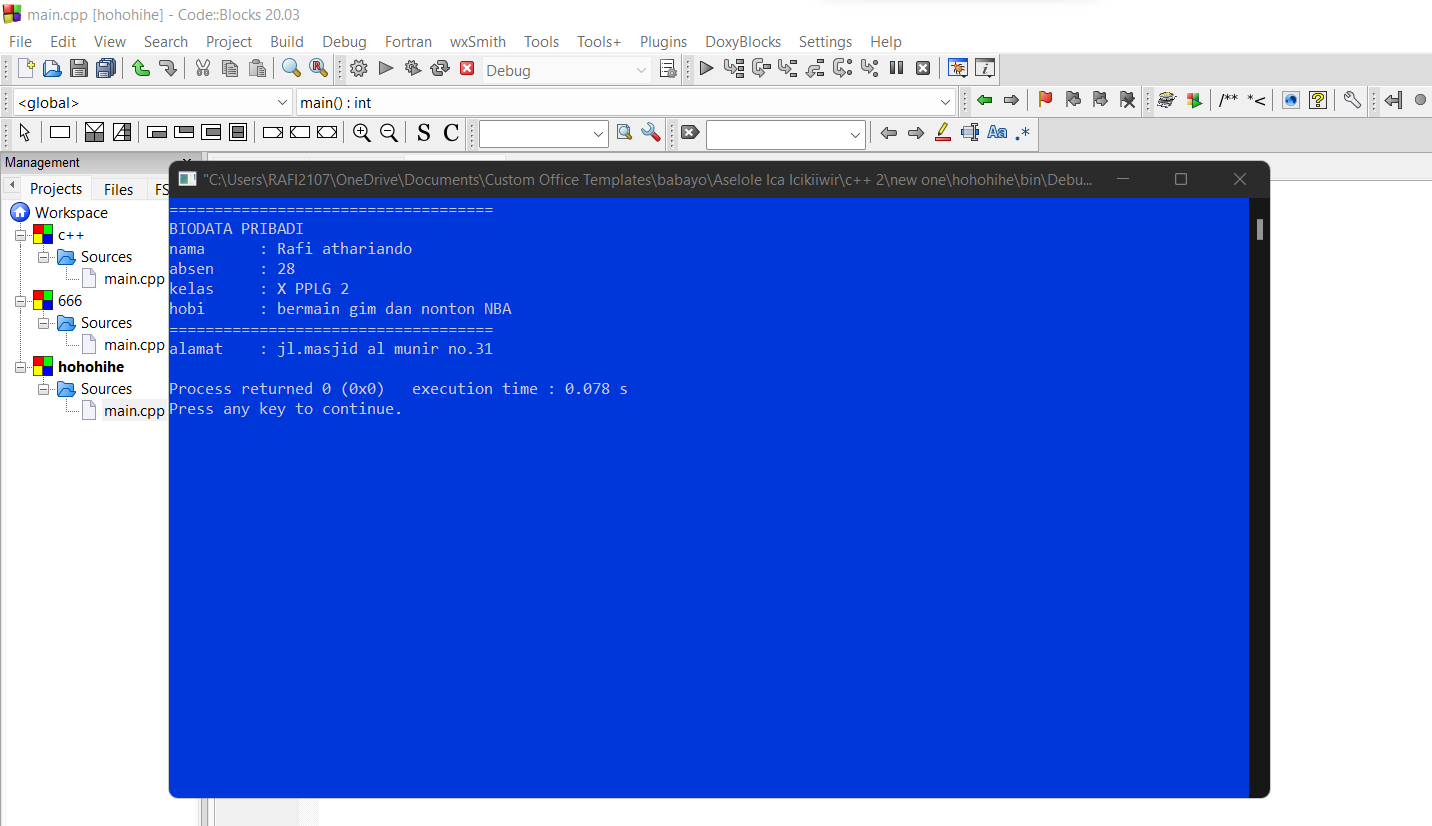 main.cpp [hohohihe] - Code::Blocks 20.03
File Edit View Search Project Build Debug Fortran wxSmith Tools Tools+ Plugins DoxyBlocks Settings Help
Debug
<global> main() : int /** *<
S C Aa .*
Management
Projects Files FS
Workspace
c++
Sources
main.cpp
666
Sources
main.cpp
hohohihe
Sources
main.cpp
"C:\Users\RAFI2107\OneDrive\Documents\Custom Office Templates\babayo\Aselole Ica Icikiiwir\c++ 2\new one\hohohihe\bin\Debu...
====================================
BIODATA PRIBADI
nama : Rafi athariando
absen : 28
kelas : X PPLG 2
hobi : bermain gim dan nonton NBA
====================================
alamat : jl.masjid al munir no.31
Process returned 0 (0x0) execution time : 0.078 s
Press any key to continue.